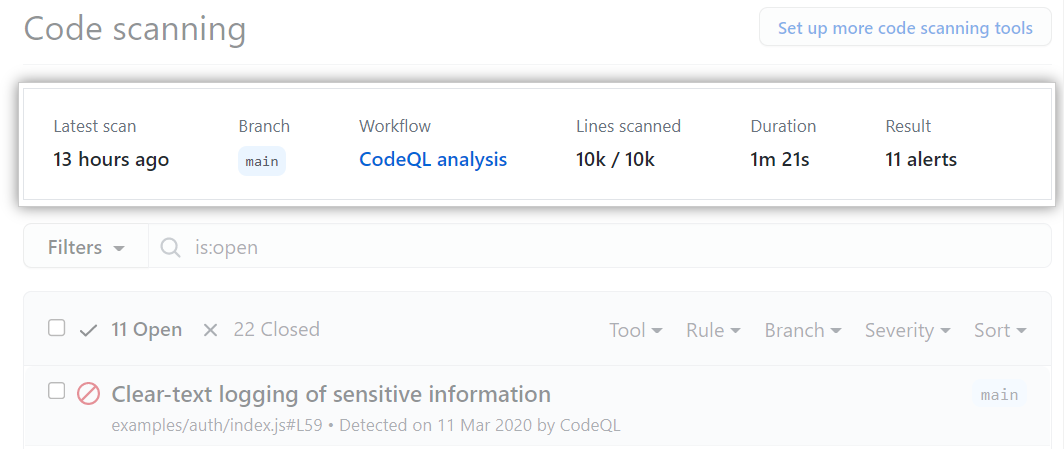 Code scanning
Set up more code scanning tools
Latest scan Branch Workflow Lines scanned Duration Result
13 hours ago main CodeQL analysis 10k / 10k 1m 21s 11 alerts
Filters is:open
11 Open 22 Closed Tool Rule Branch Severity Sort
Clear-text logging of sensitive information main
examples/auth/index.js#L59 • Detected on 11 Mar 2020 by CodeQL